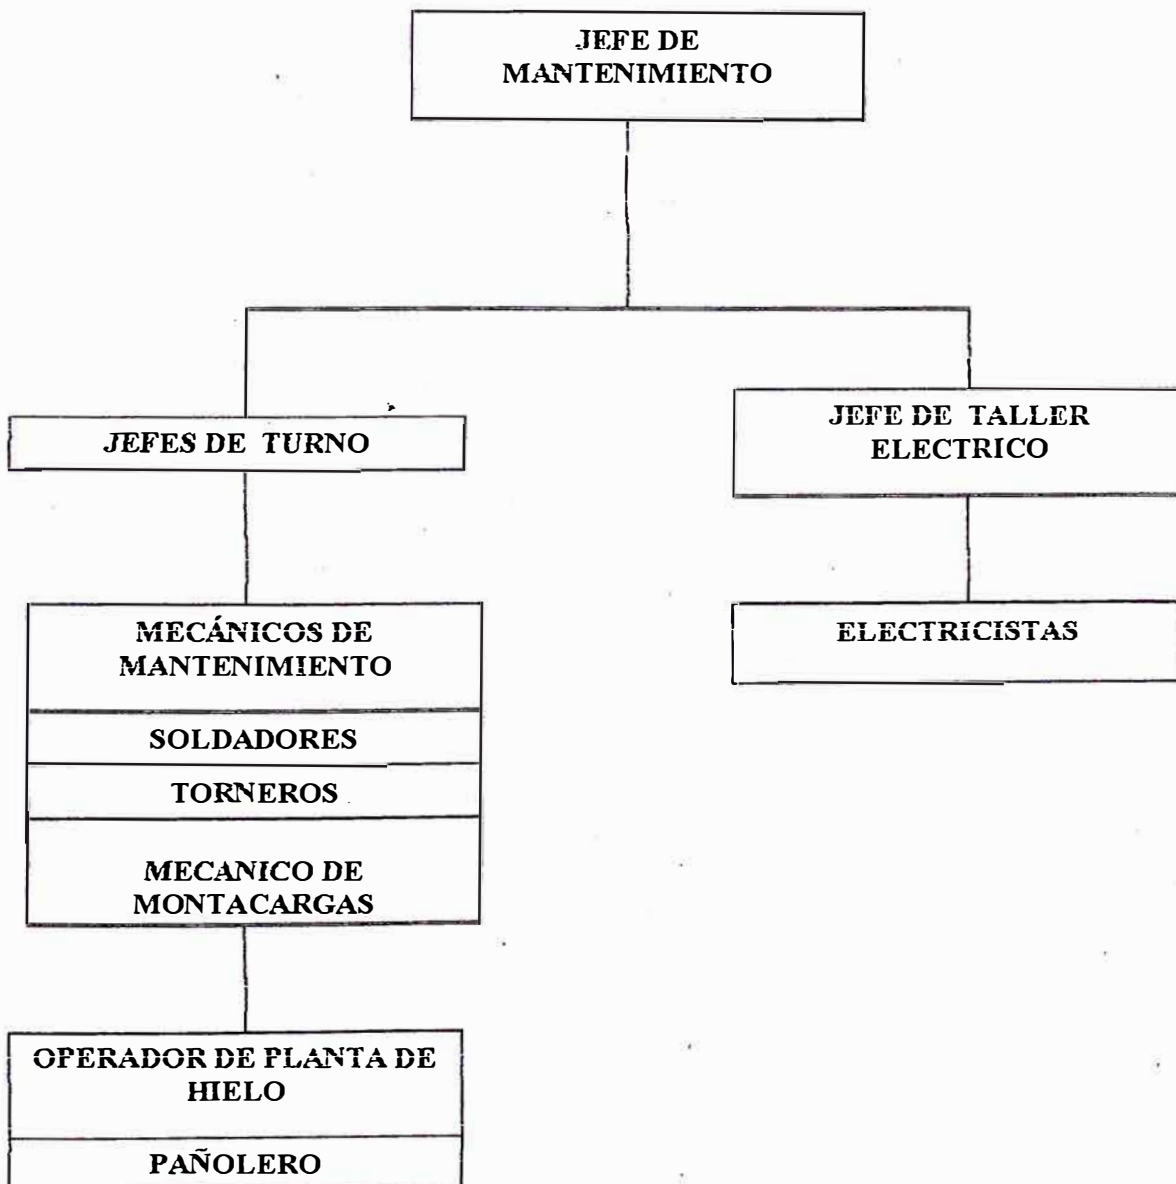 JEFE DE
MANTENIMIENTO
JEFES DE TURNO
JEFE DE TALLER
ELECTRICO
MECÁNICOS DE
MANTENIMIENTO
SOLDADORES
TORNEROS
MECANICO DE
MONTACARGAS
ELECTRICISTAS
OPERADOR DE PLANTA DE
HIELO
PAÑOLERO